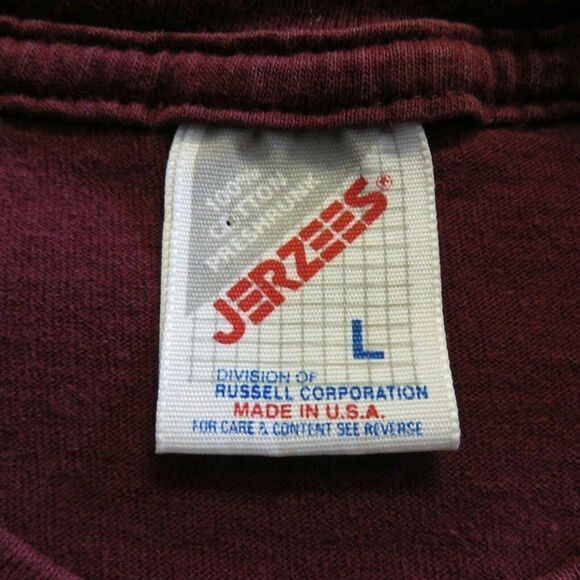 100%
COTTON
PRESHRUNK
JERZEES®
L
DIVISION OF
RUSSELL CORPORATION
MADE IN U.S.A.
FOR CARE & CONTENT SEE REVERSE